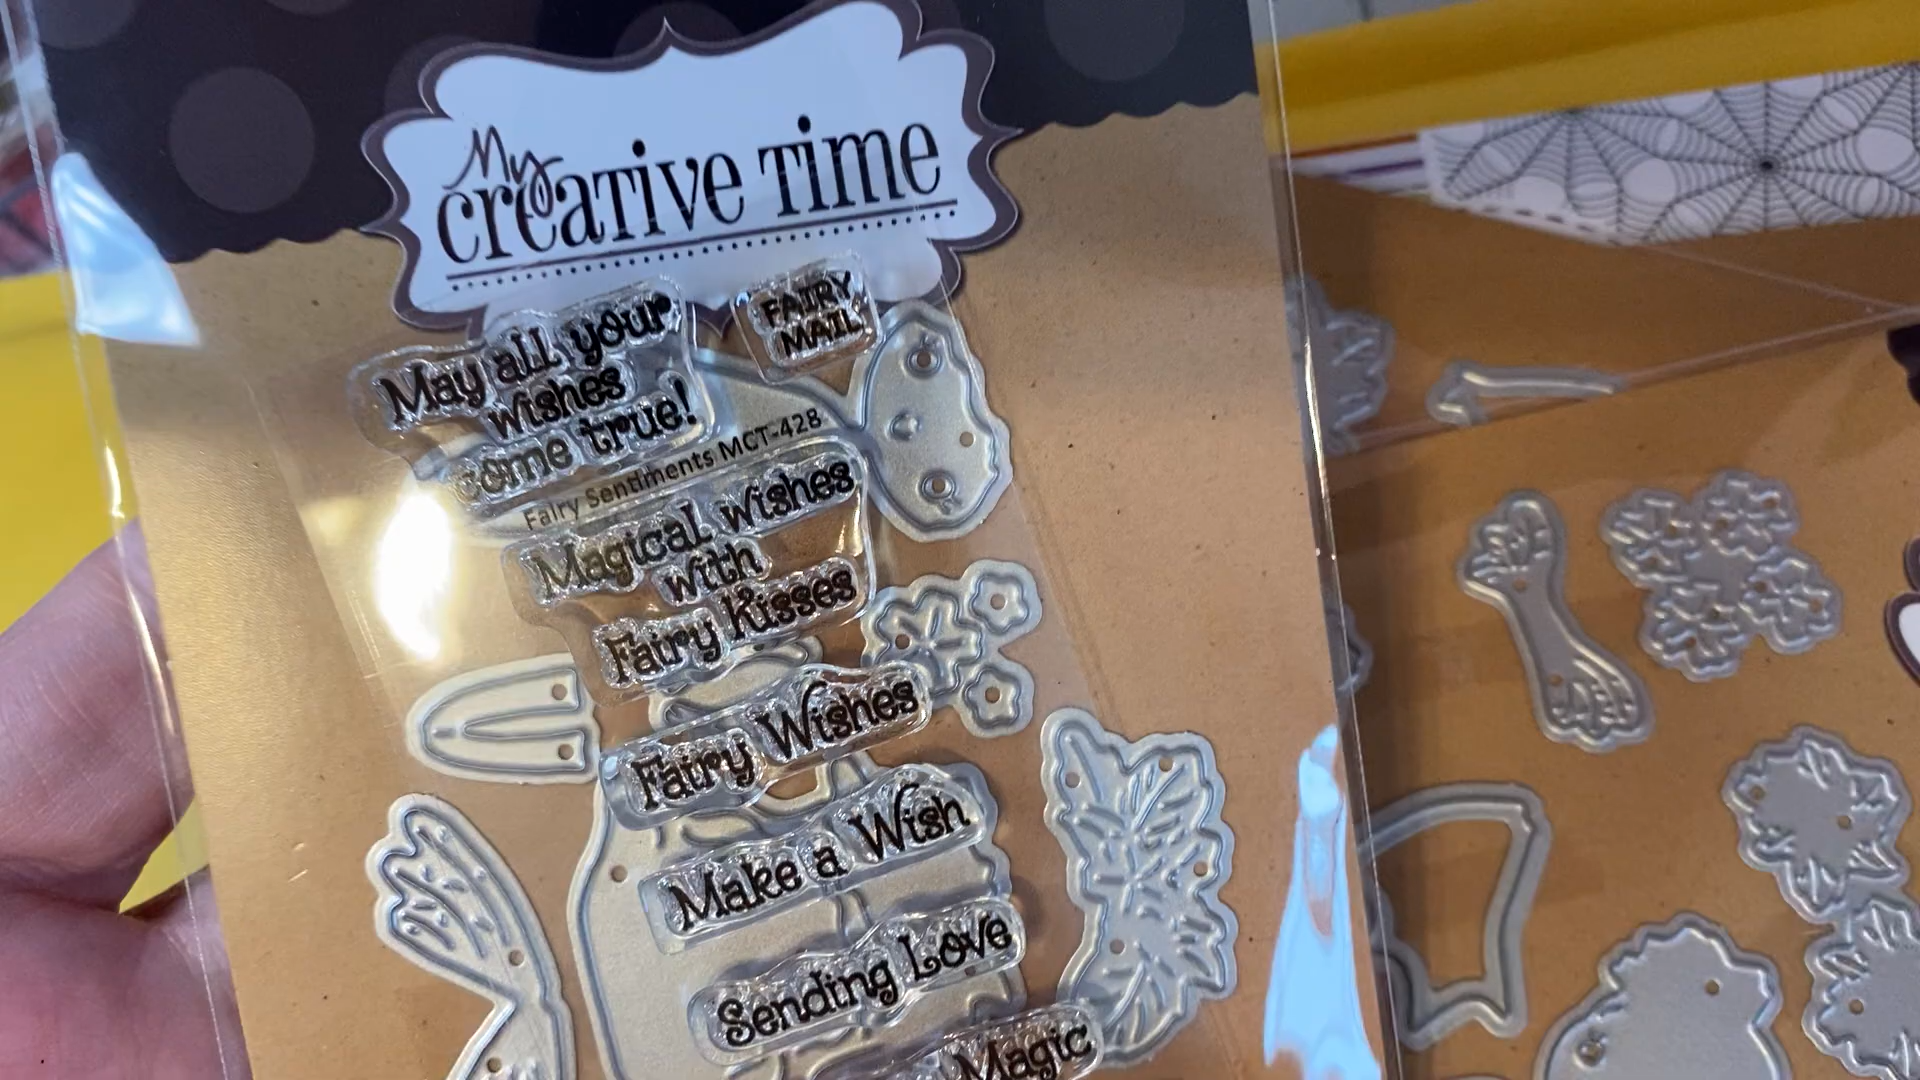 My
creative Time
FAIRY
MAIL
May all your
wishes
come true!
Fairy Sentiments MCT-428
Magical wishes
with
Fairy Kisses
Fairy Wishes
Make a Wish
Sending Love
Magic